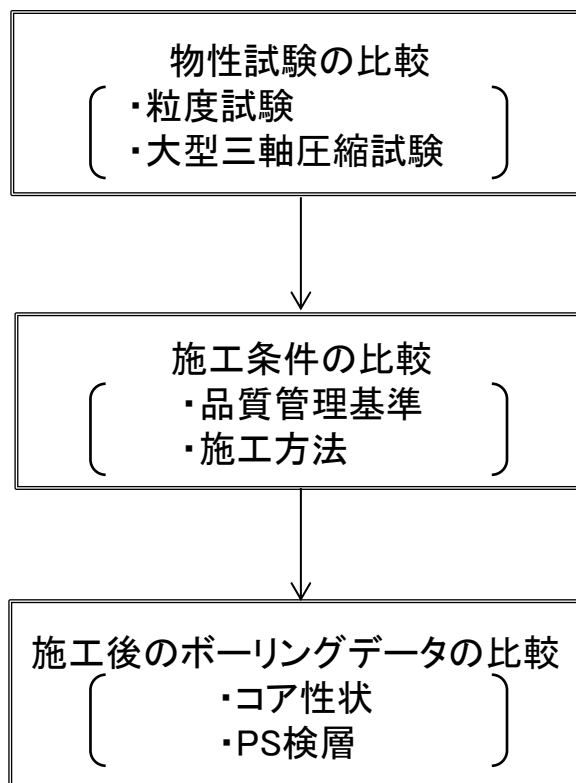 物性試験の比較
・粒度試験
・大型三軸圧縮試験
施工条件の比較
・品質管理基準
・施工方法
施工後のボーリングデータの比較
・コア性状
・PS検層